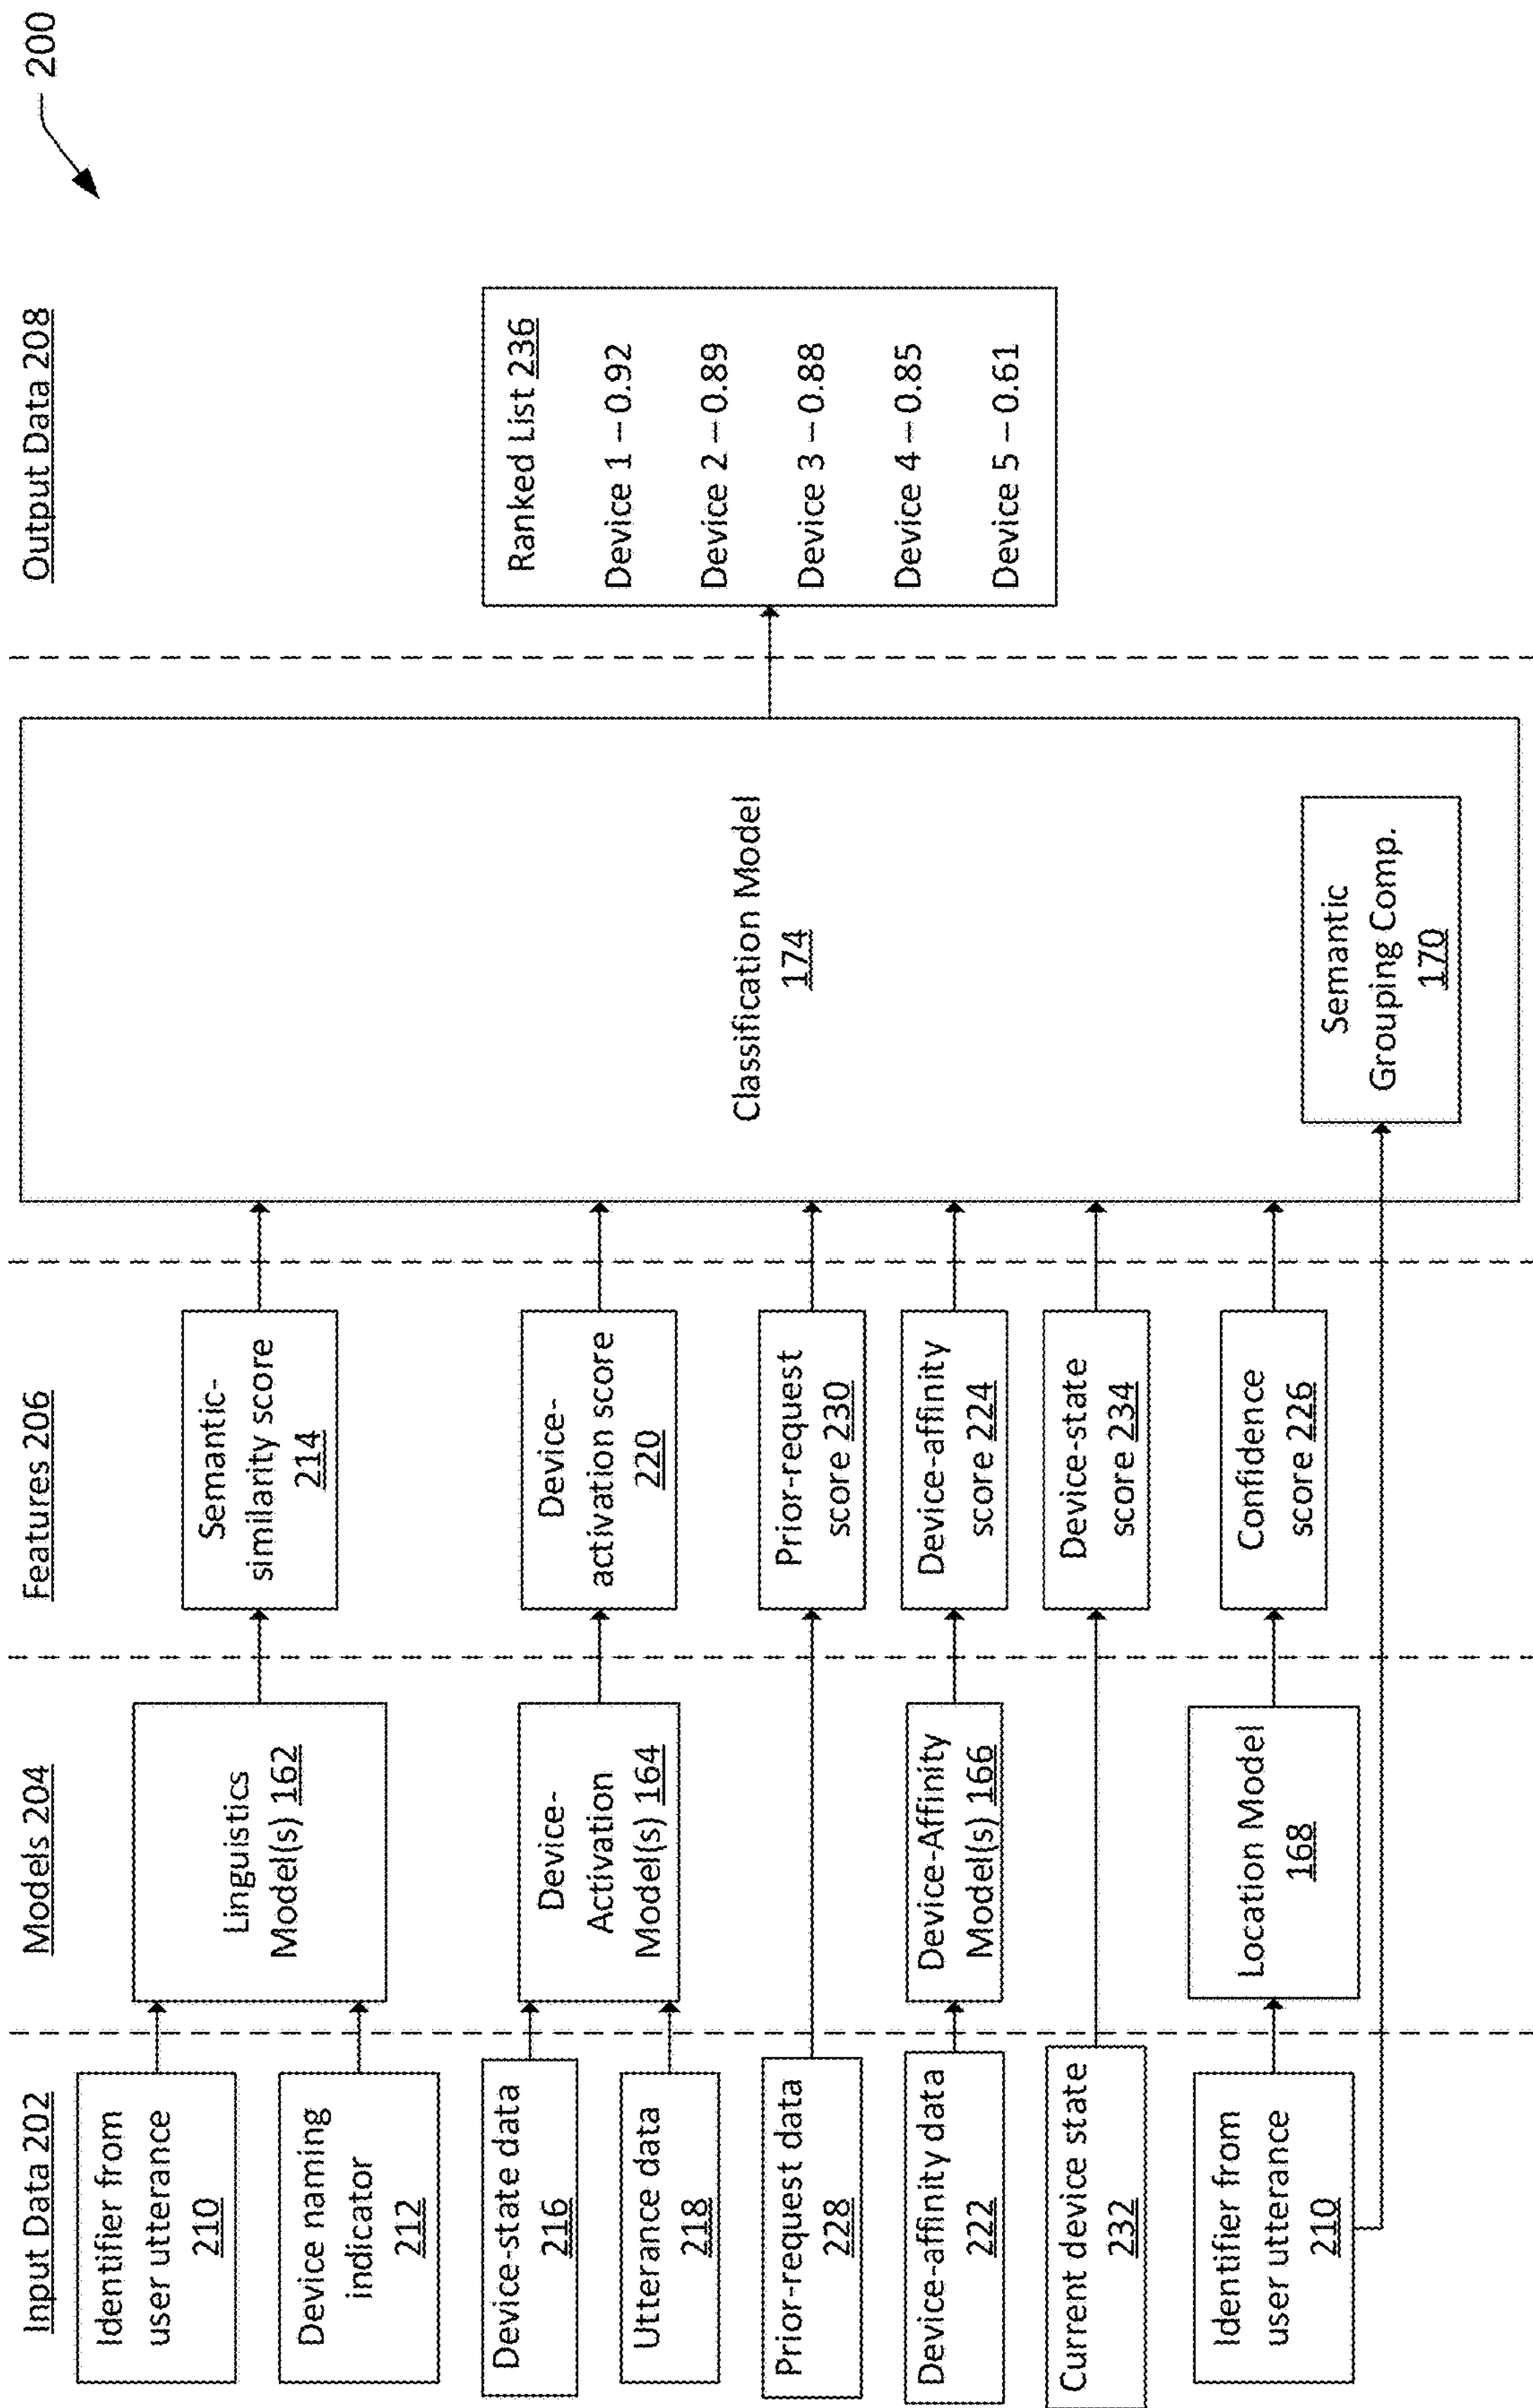 200
Input Data 202
Models 204
Features 206
Output Data 208
Identifier from
user utterance
210
Device naming
indicator
212
Linguistics
Model(s) 162
Semantic-
similarity score
214
Device-state data
216
Utterance data
218
Device-
Activation
Model(s) 164
Device-
activation score
220
Prior-request data
228
Prior-request
score 230
Device-affinity data
222
Device-Affinity
Model(s) 166
Device-affinity
score 224
Current device state
232
Device-state
score 234
Identifier from
user utterance
210
Location Model
168
Confidence
score 226
Classification Model
174
Semantic
Grouping Comp.
170
Ranked List 236
Device 1 – 0.92
Device 2 – 0.89
Device 3 – 0.88
Device 4 – 0.85
Device 5 – 0.61